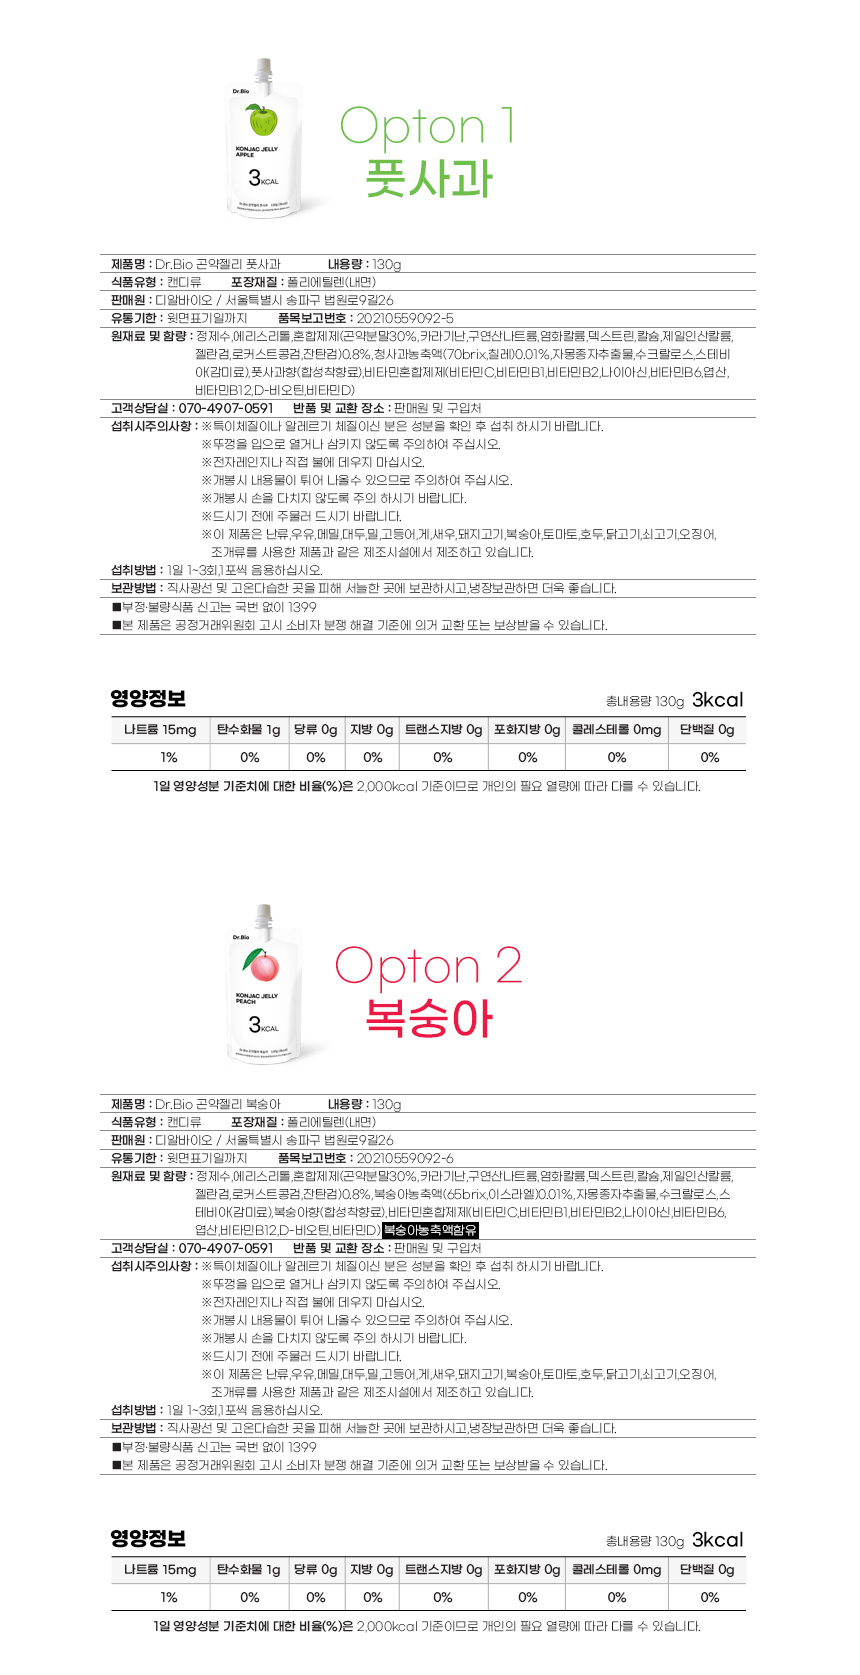 Dr.Bio
KONJAC JELLY
APPLE
3KCAL
Opton 1
풋사과
제품명 : Dr.Bio 곤약젤리 풋사과 내용량 : 130g
식품유형 : 캔디류 포장재질 : 폴리에틸렌(내면)
판매원 : 디알바이오 / 서울특별시 송파구 법원로9길26
유통기한 : 윗면표기일까지 품목보고번호 : 20210559092-5
원재료 및 함량 : 정제수,에리스리톨,혼합제제(곤약분말30%,카라기난,구연산나트륨,염화칼륨,덱스트린,칼슘,제일인산칼륨,
젤란검,로커스트콩검,잔탄검)0.8%,청사과농축액(70brix,칠레)0.01%,자몽종자추출물,수크랄로스,스테비
아(감미료),풋사과향(합성착향료),비타민혼합제제(비타민C,비타민B1,비타민B2,나이아신,비타민B6,엽산,
비타민B12,D-비오틴,비타민D)
고객상담실 : 070-4907-0591 반품 및 교환 장소 : 판매원 및 구입처
섭취시주의사항 : ※특이체질이나 알레르기 체질이신 분은 성분을 확인 후 섭취 하시기 바랍니다.
※뚜껑을 입으로 열거나 삼키지 않도록 주의하여 주십시오.
※전자레인지나 직접 불에 데우지 마십시오.
※개봉시 내용물이 튀어 나올수 있으므로 주의하여 주십시오.
※개봉시 손을 다치지 않도록 주의 하시기 바랍니다.
※드시기 전에 주물러 드시기 바랍니다.
※이 제품은 난류,우유,메밀,대두,밀,고등어,게,새우,돼지고기,복숭아,토마토,호두,닭고기,쇠고기,오징어,
조개류를 사용한 제품과 같은 제조시설에서 제조하고 있습니다.
섭취방법 : 1일 1~3회,1포씩 음용하십시오.
보관방법 : 직사광선 및 고온다습한 곳을 피해 서늘한 곳에 보관하시고,냉장보관하면 더욱 좋습니다.
■부정·불량식품 신고는 국번 없이 1399
■본 제품은 공정거래위원회 고시 소비자 분쟁 해결 기준에 의거 교환 또는 보상받을 수 있습니다.
영양정보 총내용량 130g 3kcal
나트륨 15mg 탄수화물 1g 당류 0g 지방 0g 트랜스지방 0g 포화지방 0g 콜레스테롤 0mg 단백질 0g
1% 0% 0% 0% 0% 0% 0% 0%
1일 영양성분 기준치에 대한 비율(%)은 2,000kcal 기준이므로 개인의 필요 열량에 따라 다를 수 있습니다.
Dr.Bio
KONJAC JELLY
PEACH
3KCAL
Opton 2
복숭아
제품명 : Dr.Bio 곤약젤리 복숭아 내용량 : 130g
식품유형 : 캔디류 포장재질 : 폴리에틸렌(내면)
판매원 : 디알바이오 / 서울특별시 송파구 법원로9길26
유통기한 : 윗면표기일까지 품목보고번호 : 20210559092-6
원재료 및 함량 : 정제수,에리스리톨,혼합제제(곤약분말30%,카라기난,구연산나트륨,염화칼륨,덱스트린,칼슘,제일인산칼륨,
젤란검,로커스트콩검,잔탄검)0.8%,복숭아농축액(65brix,이스라엘)0.01%,자몽종자추출물,수크랄로스,스
테비아(감미료),복숭아향(합성착향료),비타민혼합제제(비타민C,비타민B1,비타민B2,나이아신,비타민B6,
엽산,비타민B12,D-비오틴,비타민D) 복숭아농축액함유
고객상담실 : 070-4907-0591 반품 및 교환 장소 : 판매원 및 구입처
섭취시주의사항 : ※특이체질이나 알레르기 체질이신 분은 성분을 확인 후 섭취 하시기 바랍니다.
※뚜껑을 입으로 열거나 삼키지 않도록 주의하여 주십시오.
※전자레인지나 직접 불에 데우지 마십시오.
※개봉시 내용물이 튀어 나올수 있으므로 주의하여 주십시오.
※개봉시 손을 다치지 않도록 주의 하시기 바랍니다.
※드시기 전에 주물러 드시기 바랍니다.
※이 제품은 난류,우유,메밀,대두,밀,고등어,게,새우,돼지고기,복숭아,토마토,호두,닭고기,쇠고기,오징어,
조개류를 사용한 제품과 같은 제조시설에서 제조하고 있습니다.
섭취방법 : 1일 1~3회,1포씩 음용하십시오.
보관방법 : 직사광선 및 고온다습한 곳을 피해 서늘한 곳에 보관하시고,냉장보관하면 더욱 좋습니다.
■부정·불량식품 신고는 국번 없이 1399
■본 제품은 공정거래위원회 고시 소비자 분쟁 해결 기준에 의거 교환 또는 보상받을 수 있습니다.
영양정보 총내용량 130g 3kcal
나트륨 15mg 탄수화물 1g 당류 0g 지방 0g 트랜스지방 0g 포화지방 0g 콜레스테롤 0mg 단백질 0g
1% 0% 0% 0% 0% 0% 0% 0%
1일 영양성분 기준치에 대한 비율(%)은 2,000kcal 기준이므로 개인의 필요 열량에 따라 다를 수 있습니다.